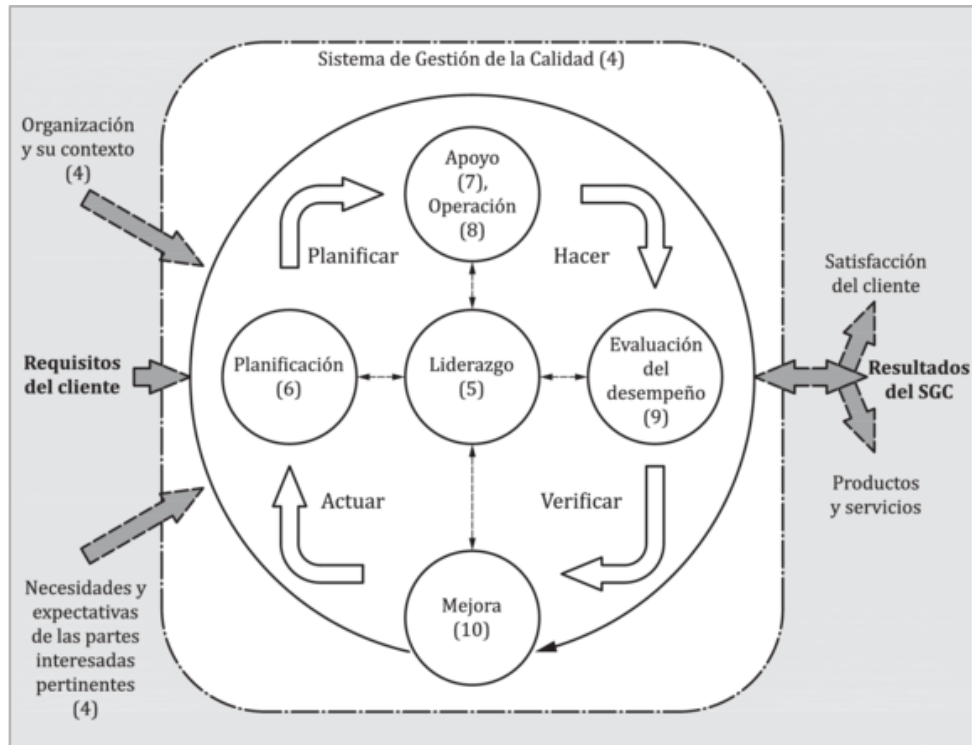 Sistema de Gestión de la Calidad (4)
Organización
y su contexto
(4)
Apoyo
(7),
Operación
(8)
Planificar
Hacer
Satisfacción
del cliente
Requisitos
del cliente
Planificación
(6)
Liderazgo
(5)
Evaluación
del
desempeño
(9)
Resultados
del SGC
Actuar
Verificar
Productos
y servicios
Necesidades y
expectativas
de las partes
interesadas
pertinentes
(4)
Mejora
(10)